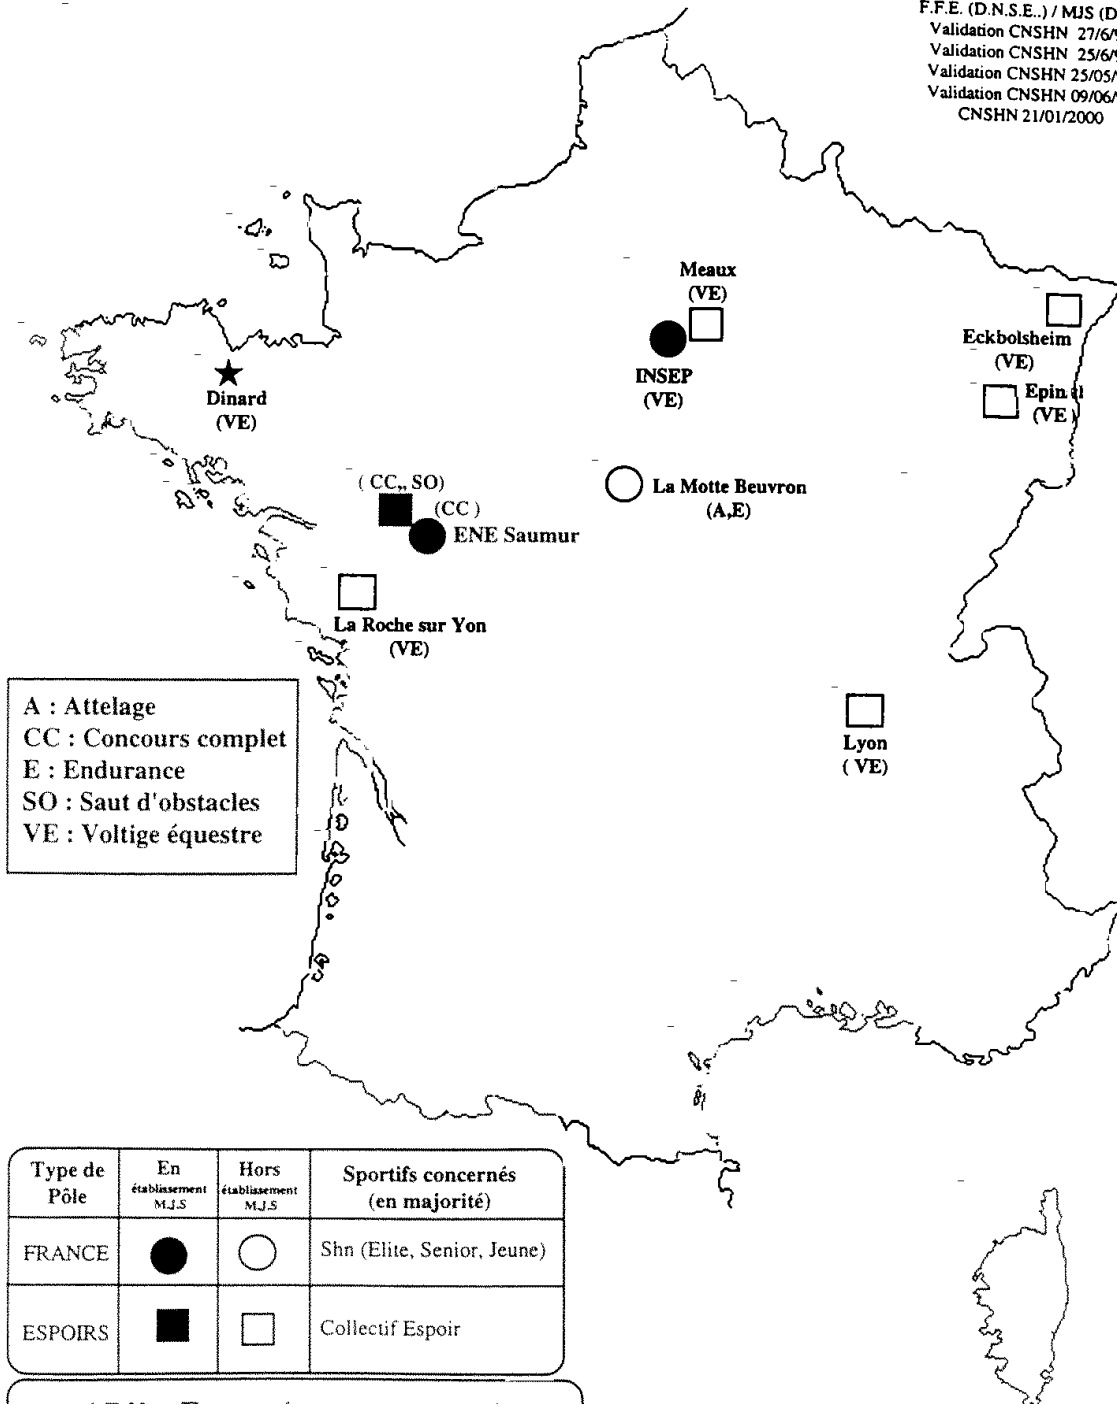 F.F.E. (D.N.S.E..) / MJS (D
Validation CNSHN 27/6/
Validation CNSHN 25/6/
Validation CNSHN 25/05/
Validation CNSHN 09/06/
CNSHN 21/01/2000
Meaux
(VE)
INSEP
(VE)
Eckbolsheim
(VE)
Epinal
(VE)
Dinard
(VE)
( CC,, SO)
(CC )
ENE Saumur
La Motte Beuvron
(A,E)
La Roche sur Yon
(VE)
Lyon
( VE)
A : Attelage
CC : Concours complet
E : Endurance
SO : Saut d'obstacles
VE : Voltige équestre
Type de Pôle
En établissement M.J.S
Hors établissement M.J.S
Sportifs concernés (en majorité)
FRANCE
Shn (Elite, Senior, Jeune)
ESPOIRS
Collectif Espoir